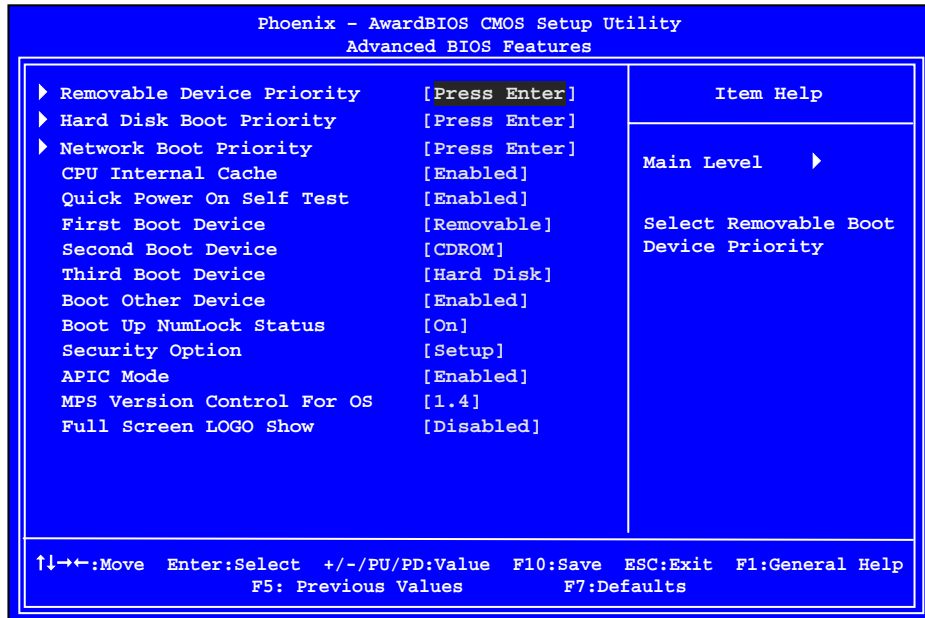 Phoenix – AwardBIOS CMOS Setup Utility
Advanced BIOS Features
Removable Device Priority [Press Enter]
Hard Disk Boot Priority [Press Enter]
Network Boot Priority [Press Enter]
CPU Internal Cache [Enabled]
Quick Power On Self Test [Enabled]
First Boot Device [Removable]
Second Boot Device [CDROM]
Third Boot Device [Hard Disk]
Boot Other Device [Enabled]
Boot Up NumLock Status [On]
Security Option [Setup]
APIC Mode [Enabled]
MPS Version Control For OS [1.4]
Full Screen LOGO Show [Disabled]
Item Help
Main Level
Select Removable Boot
Device Priority
↑↓→←:Move Enter:Select +/-/PU/PD:Value F10:Save ESC:Exit F1:General Help
F5: Previous Values F7:Defaults